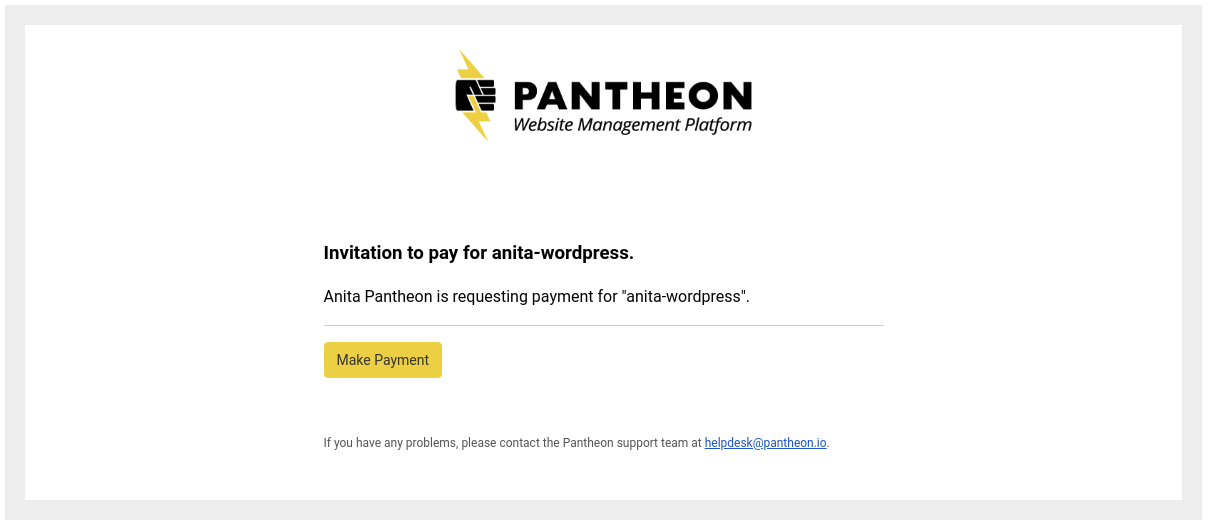 PANTHEON
Website Management Platform
Invitation to pay for anita-wordpress.
Anita Pantheon is requesting payment for "anita-wordpress".
Make Payment
If you have any problems, please contact the Pantheon support team at helpdesk@pantheon.io.